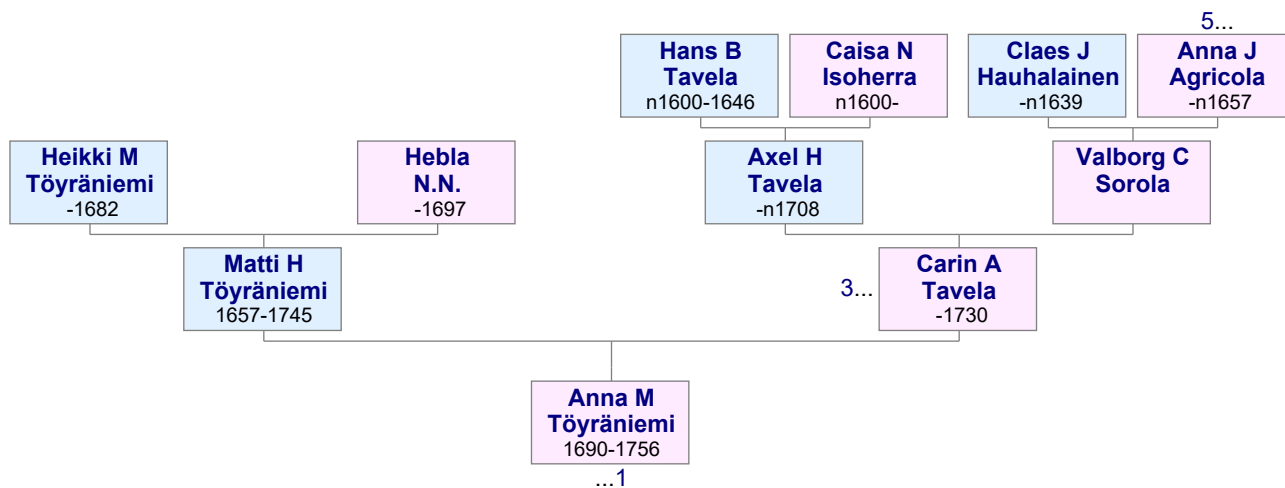 5...
Hans B
Tavela
n1600-1646
Caisa N
Isoherra
n1600-
Claes J
Hauhalainen
-n1639
Anna J
Agricola
-n1657
Heikki M
Töyräniemi
-1682
Hebla
N.N.
-1697
Axel H
Tavela
-n1708
Valborg C
Sorola
Matti H
Töyräniemi
1657-1745
3...
Carin A
Tavela
-1730
Anna M
Töyräniemi
1690-1756
...1